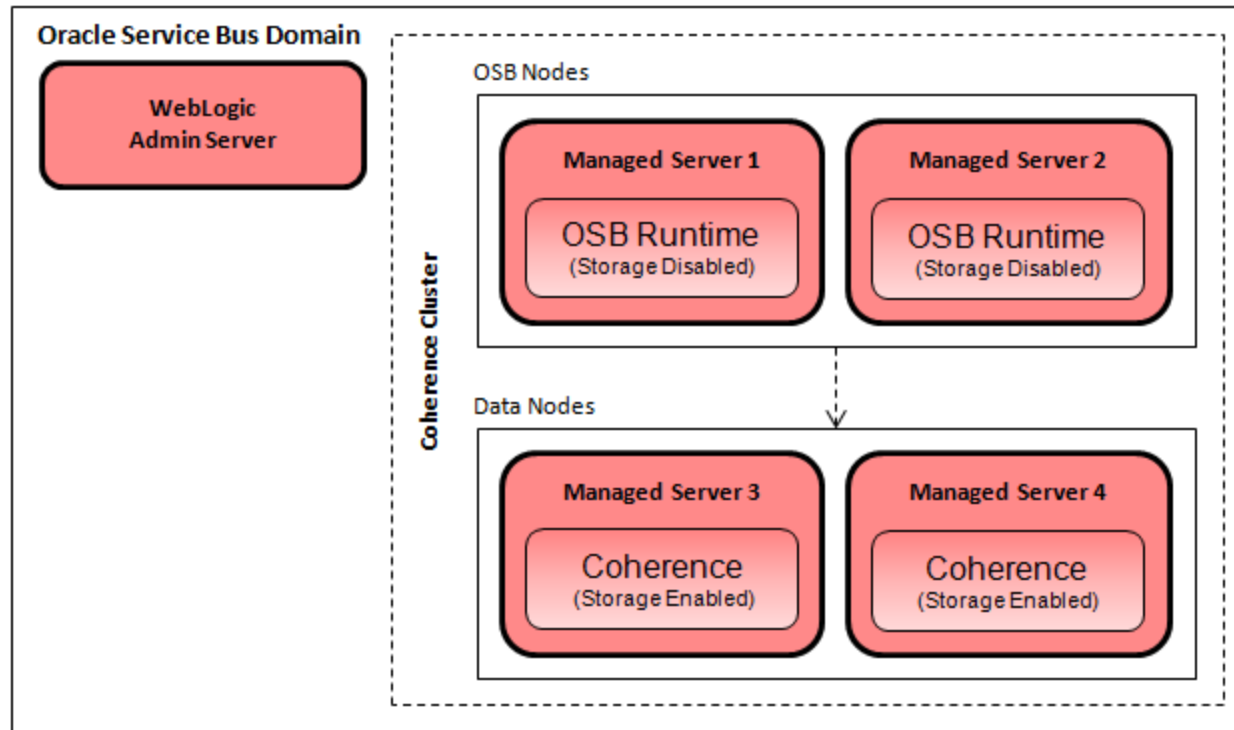 Oracle Service Bus Domain
WebLogic
Admin Server
Coherence Cluster
OSB Nodes
Managed Server 1
OSB Runtime
(Storage Disabled)
Managed Server 2
OSB Runtime
(Storage Disabled)
Data Nodes
Managed Server 3
Coherence
(Storage Enabled)
Managed Server 4
Coherence
(Storage Enabled)